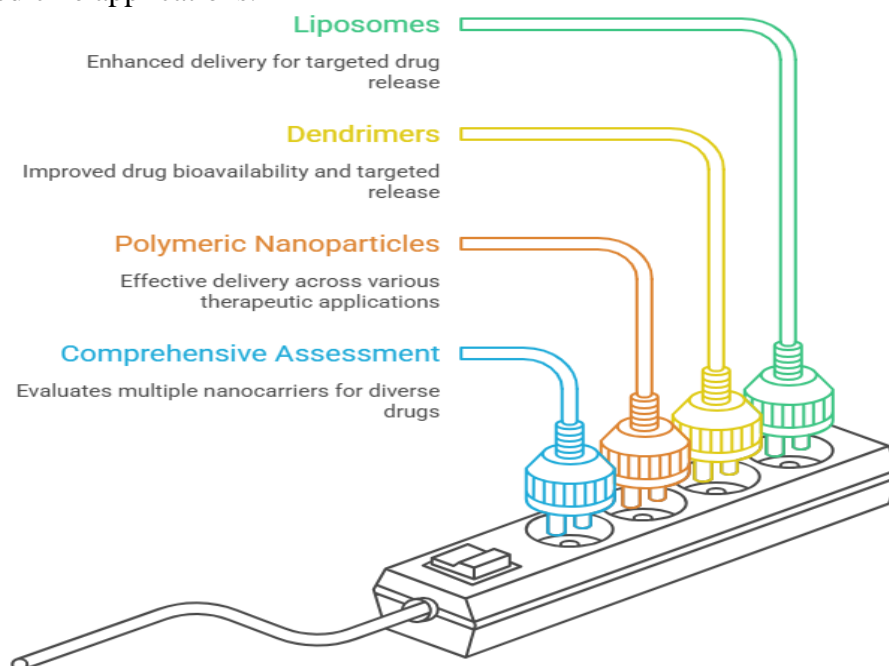 Liposomes
Enhanced delivery for targeted drug
release
Dendrimers
Improved drug bioavailability and targeted
release
Polymeric Nanoparticles
Effective delivery across various
therapeutic applications
Comprehensive Assessment
Evaluates multiple nanocarriers for diverse
drugs